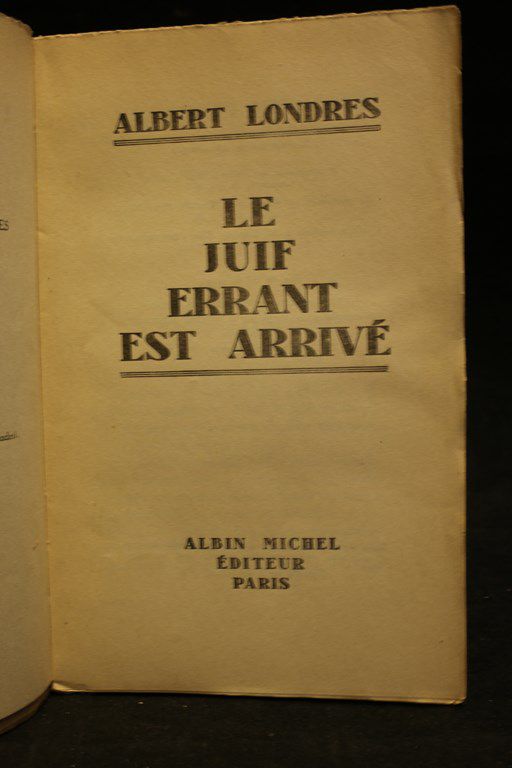 ALBERT LONDRES
LE
JUIF
ERRANT
EST ARRIVÉ
ALBIN MICHEL
ÉDITEUR
PARIS